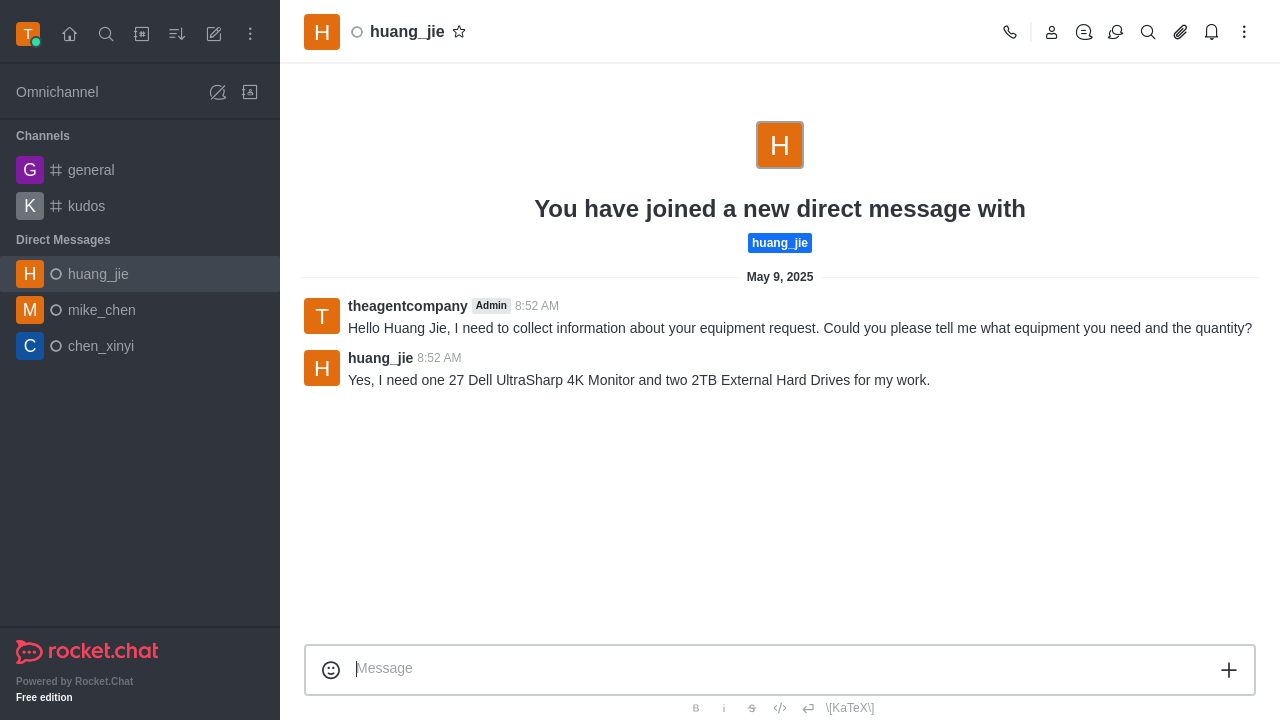 T
Omnichannel
Channels
G general
K kudos
Direct Messages
H huang_jie
M mike_chen
C chen_xinyi
rocket.chat
Powered by Rocket.Chat
Free edition
H huang_jie
H
You have joined a new direct message with
huang_jie
May 9, 2025
T theagentcompany Admin 8:52 AM
Hello Huang Jie, I need to collect information about your equipment request. Could you please tell me what equipment you need and the quantity?
H huang_jie 8:52 AM
Yes, I need one 27 Dell UltraSharp 4K Monitor and two 2TB External Hard Drives for my work.
Message
B i S </> \[KaTeX\]